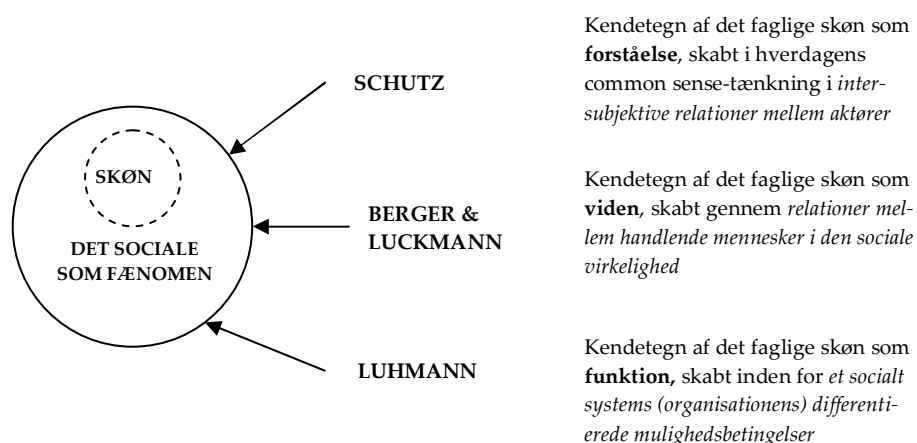 SCHUTZ
Kendetegn af det faglige skøn som
forståelse, skabt i hverdagens
common sense-tænkning i inter-
subjektive relationer mellem aktører
SKØN
DET SOCIALE
SOM FÆNOMEN
BERGER &
LUCKMANN
Kendetegn af det faglige skøn som
viden, skabt gennem relationer mel-
lem handlende mennesker i den sociale
virkelighed
LUHMANN
Kendetegn af det faglige skøn som
funktion, skabt inden for et socialt
systems (organisationens) differenti-
erede mulighedsbetingelser